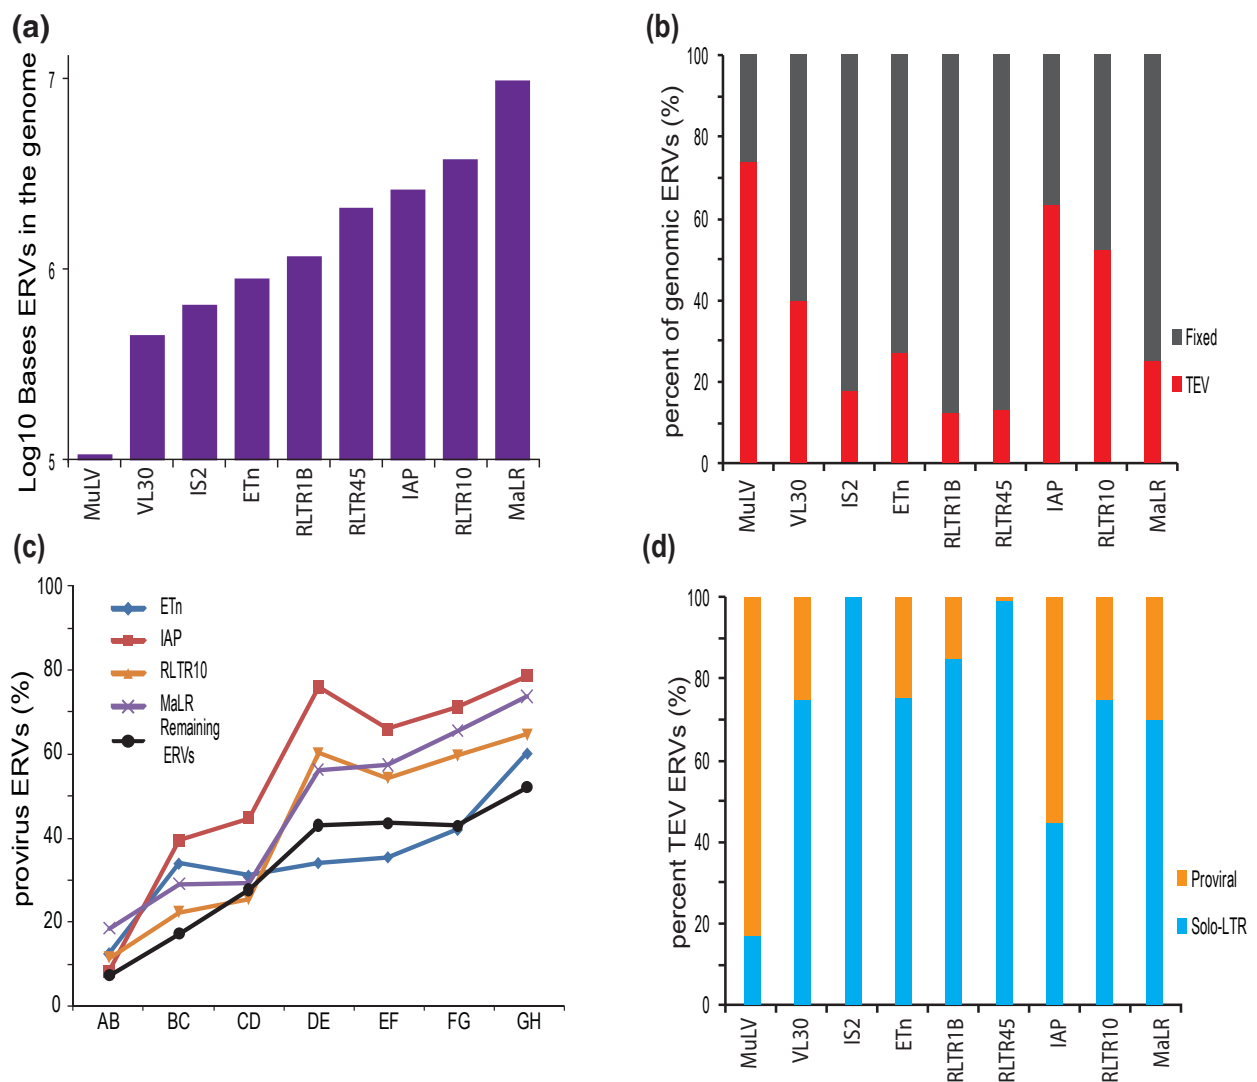 (a)
Log10 Bases ERVs in the genome
7
6
5
MuLV
VL30
IS2
ETn
RLTR1B
RLTR45
IAP
RLTR10
MaLR
(b)
percent of genomic ERVs (%)
100
80
60
40
20
0
MuLV
VL30
IS2
ETn
RLTR1B
RLTR45
IAP
RLTR10
MaLR
Fixed
TEV
(c)
provirus ERVs (%)
100
80
60
40
20
0
ETn
IAP
RLTR10
MaLR
Remaining
ERVs
AB
BC
CD
DE
EF
FG
GH
(d)
percent TEV ERVs (%)
100
80
60
40
20
0
MuLV
VL30
IS2
ETn
RLTR1B
RLTR45
IAP
RLTR10
MaLR
Proviral
Solo-LTR